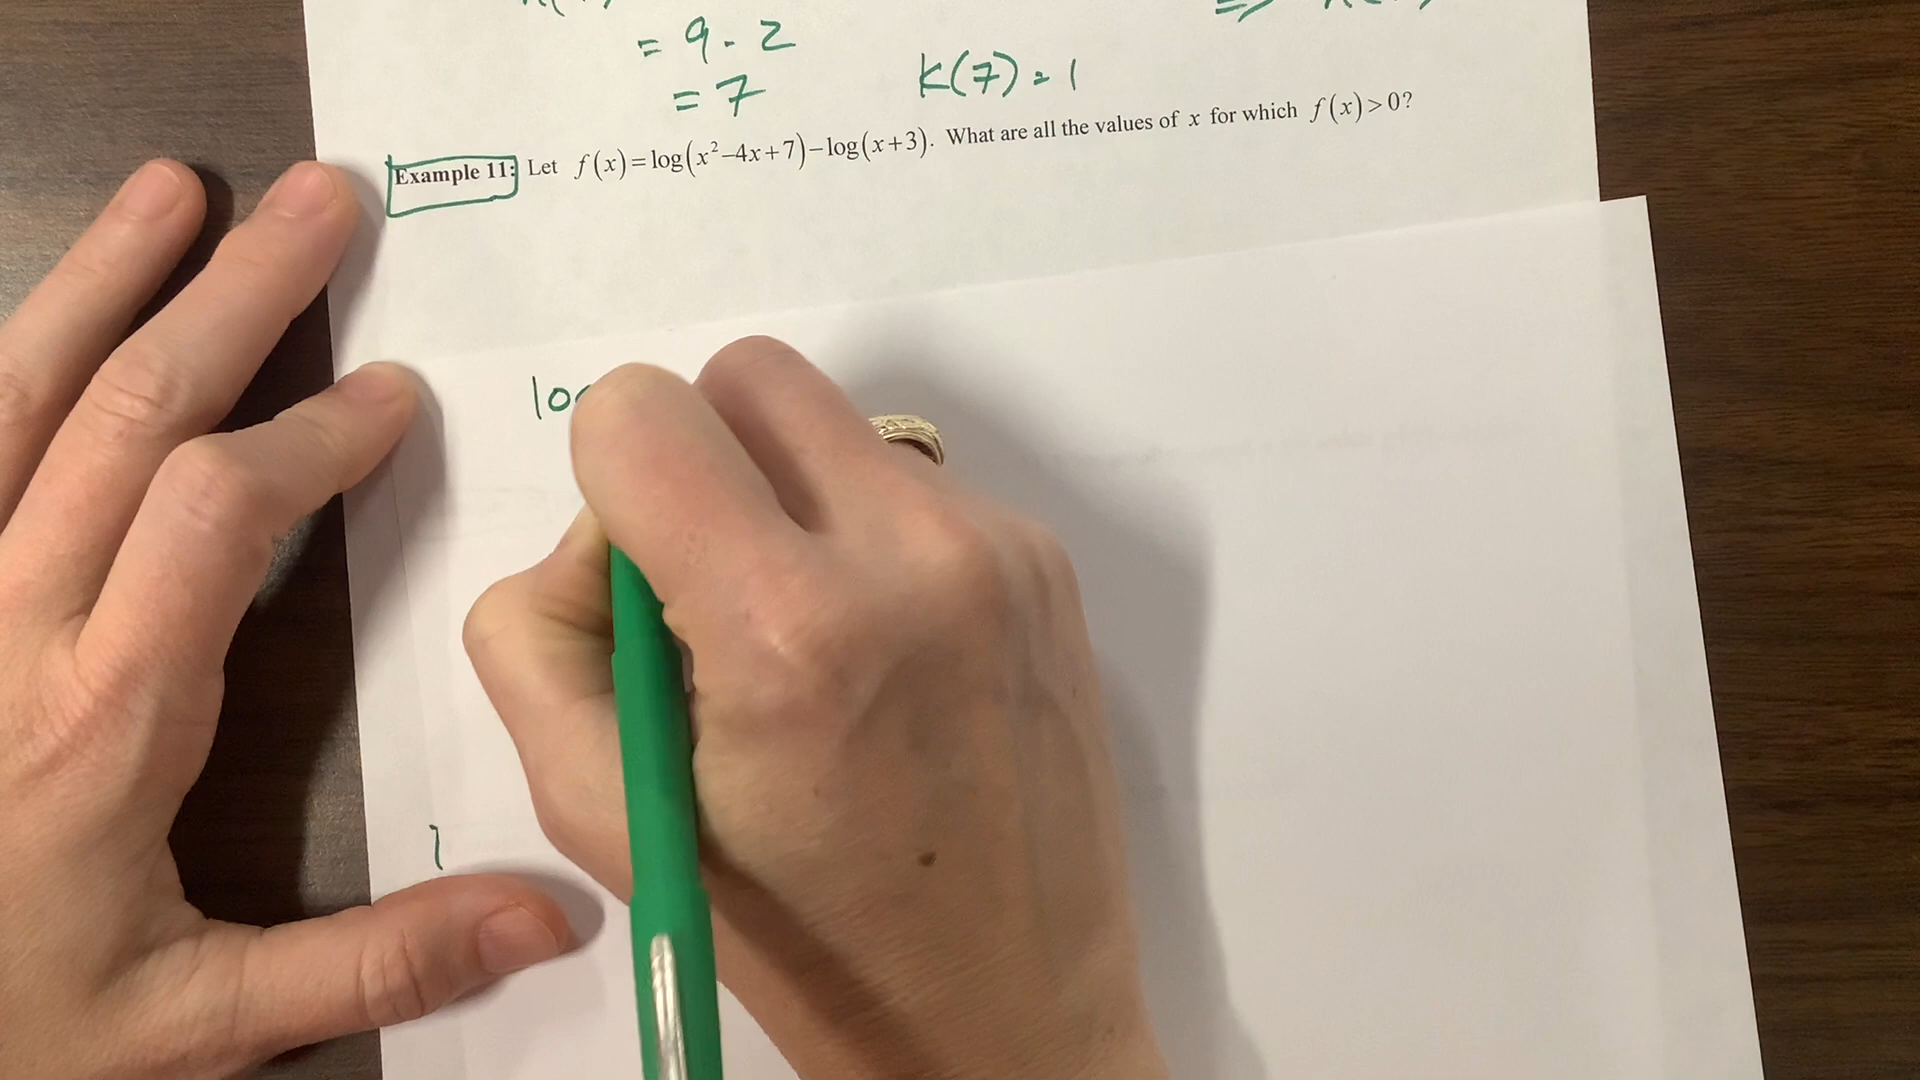 = 9 - 2
= 7
k(7) = 1
Example 11: Let f(x)=log(x²–4x+7)–log(x+3). What are all the values of x for which f(x)>0?
lo